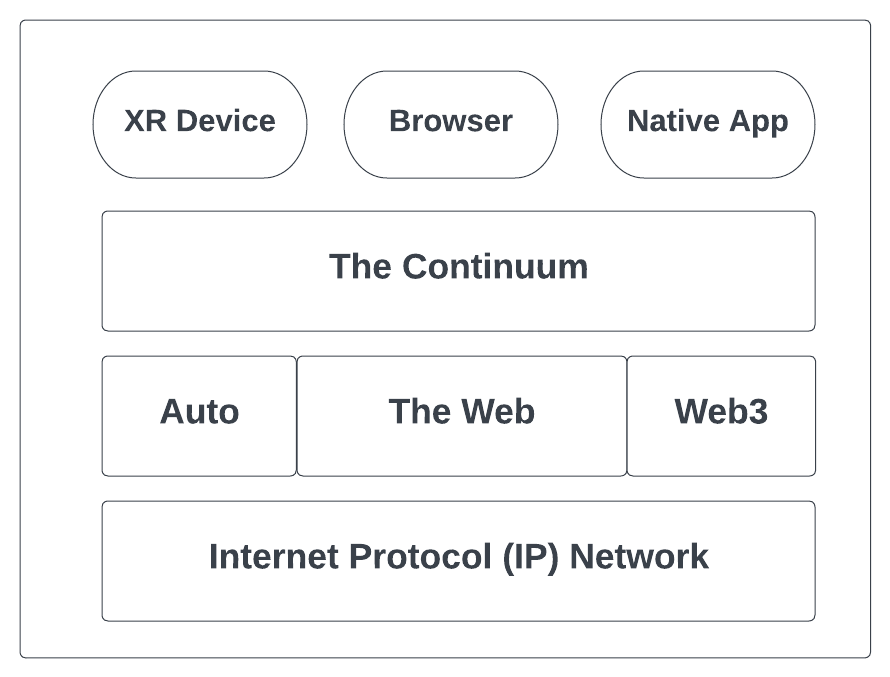 XR Device
Browser
Native App
The Continuum
Auto
The Web
Web3
Internet Protocol (IP) Network